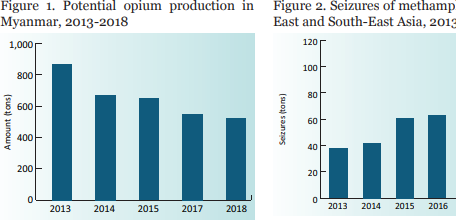 Figure 1. Potential opium production in
Myanmar, 2013-2018
1,000
800
600
400
200
0
Amount (tons)
2013 2014 2015 2017 2018
Figure 2. Seizures of methamp
East and South-East Asia, 2013
120
100
80
60
40
20
0
Seizures (tons)
2013 2014 2015 2016